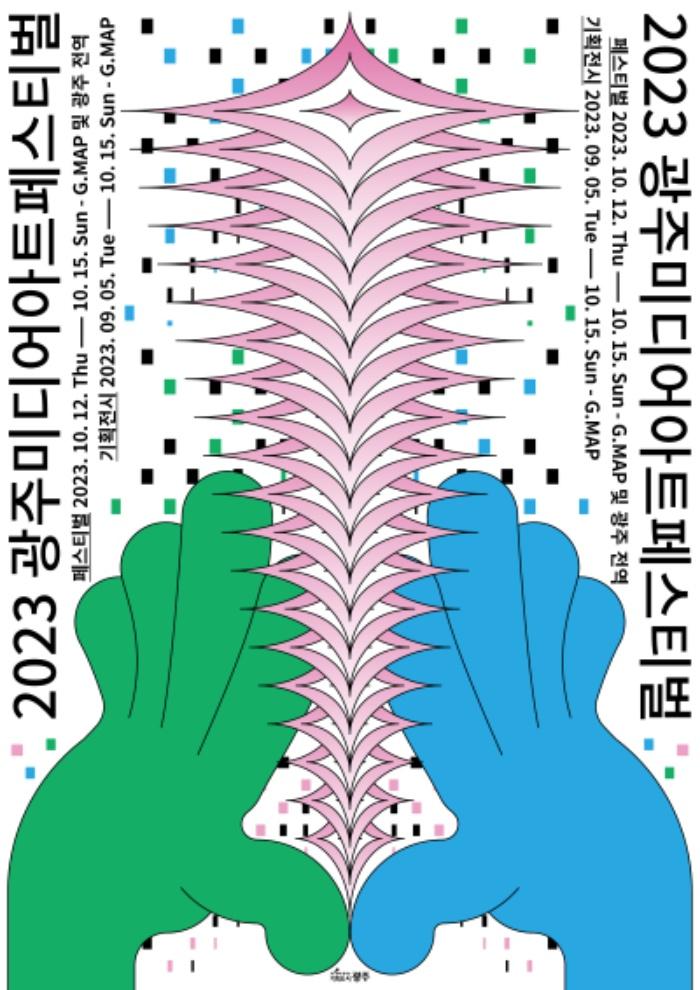 2023 광주미디어아트페스티벌
페스티벌 2023. 10. 12. Thu — 10. 15. Sun - G.MAP 및 광주 전역
기획전시 2023. 09. 05. Tue — 10. 15. Sun - G.MAP
2023 광주미디어아트페스티벌
페스티벌 2023. 10. 12. Thu — 10. 15. Sun - G.MAP 및 광주 전역
기획전시 2023. 09. 05. Tue — 10. 15. Sun - G.MAP
광주